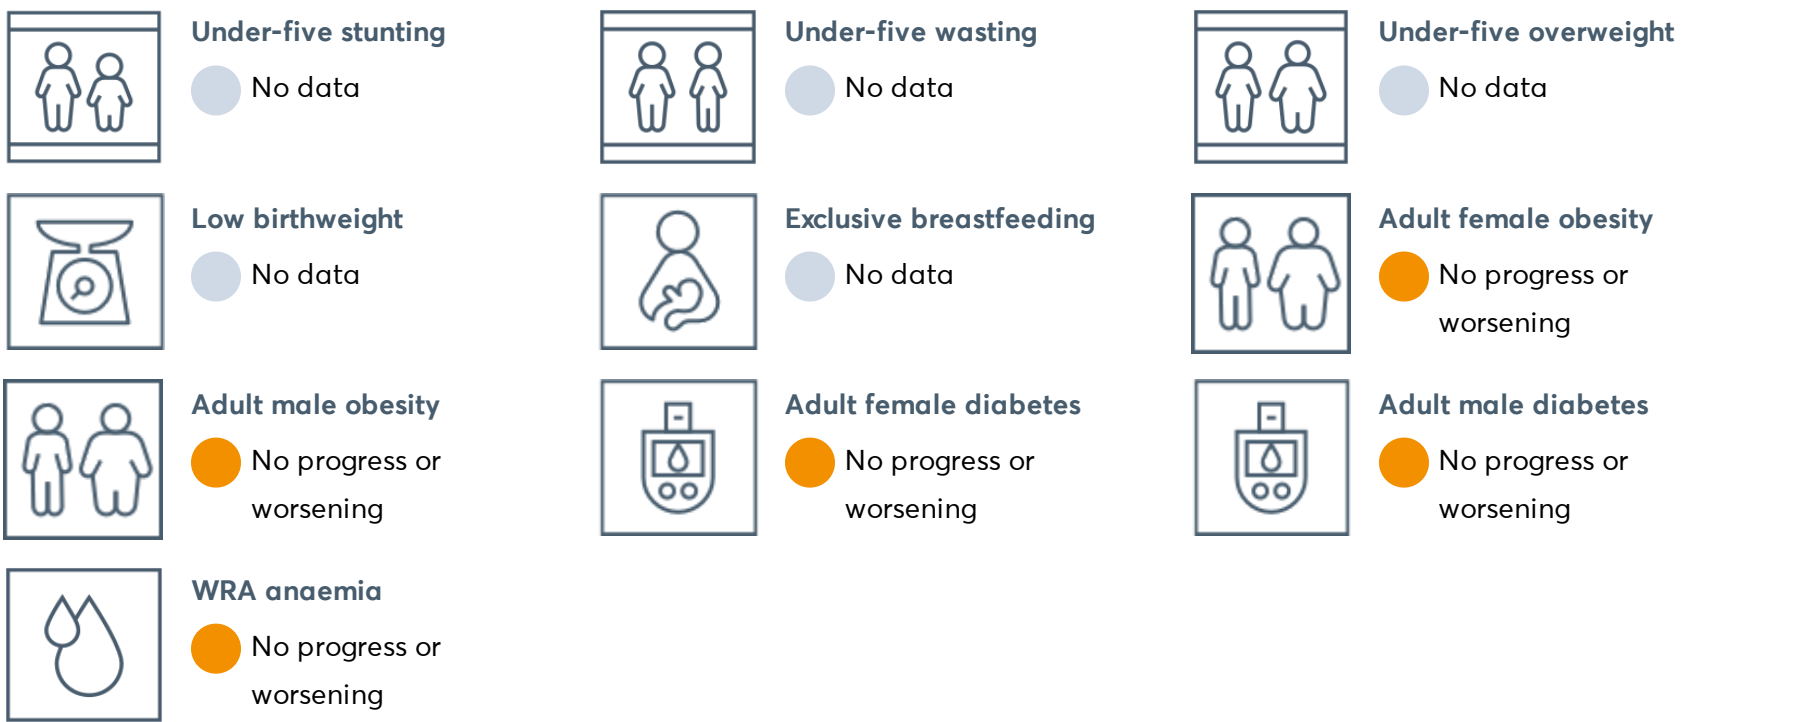 Under-five stunting
No data
Under-five wasting
No data
Under-five overweight
No data
Low birthweight
No data
Exclusive breastfeeding
No data
Adult female obesity
No progress or
worsening
Adult male obesity
No progress or
worsening
Adult female diabetes
No progress or
worsening
Adult male diabetes
No progress or
worsening
WRA anaemia
No progress or
worsening